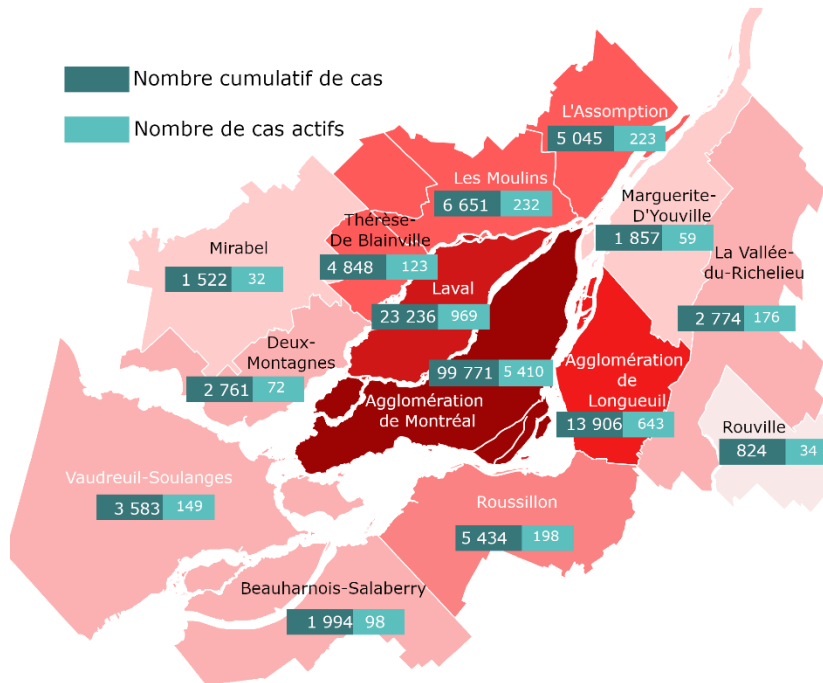 Nombre cumulatif de cas
Nombre de cas actifs
L'Assomption
5 045 223
Les Moulins
6 651 232
Marguerite-
D'Youville
1 857 59
Thérèse-
De Blainville
4 848 123
Mirabel
1 522 32
La Vallée-
du-Richelieu
2 774 176
Laval
23 236 969
Deux-
Montagnes
2 761 72
99 771 5 410
Agglomération
de Montréal
Agglomération
de
Longueuil
13 906 643
Rouville
824 34
Vaudreuil-Soulanges
3 583 149
Roussillon
5 434 198
Beauharnois-Salaberry
1 994 98